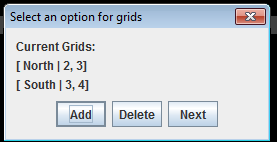 Select an option for grids
Current Grids:
[ North | 2, 3]
[ South | 3, 4]
Add Delete Next